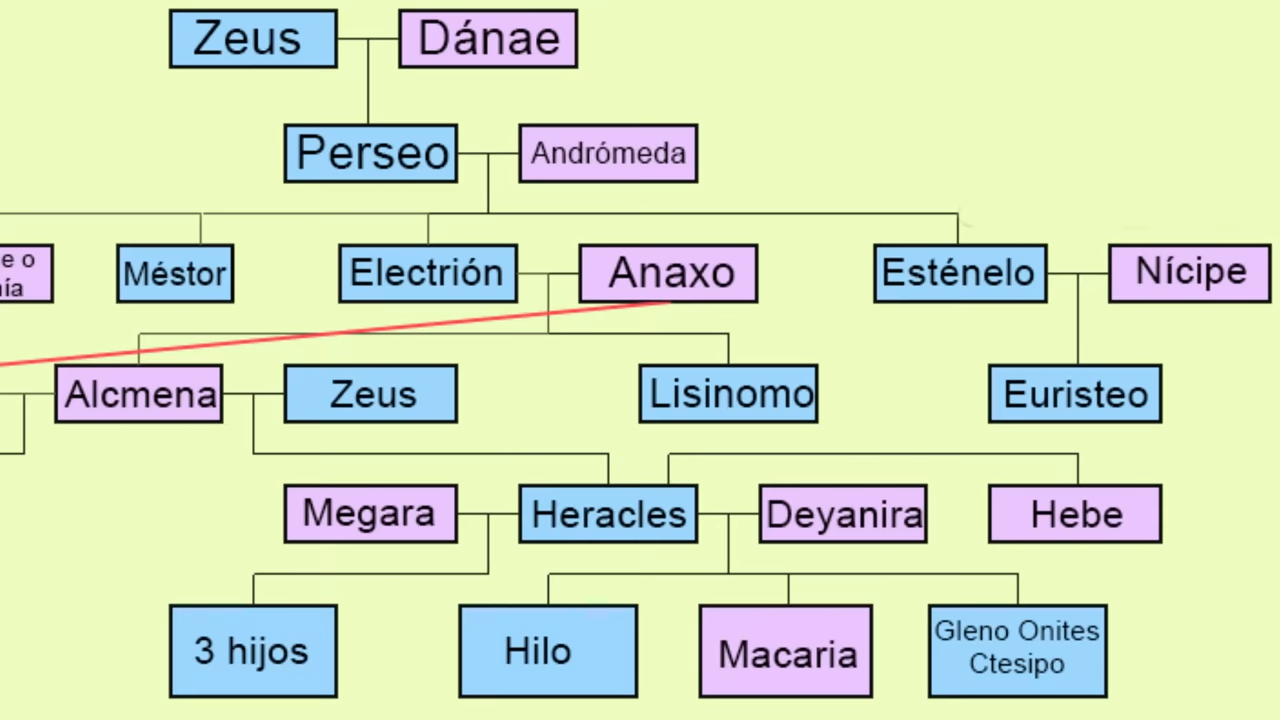 Zeus
Dánae
Perseo
Andrómeda
e o
ía
Méstor
Electrión
Anaxo
Esténelo
Nícipe
Alcmena
Zeus
Lisinomo
Euristeo
Megara
Heracles
Deyanira
Hebe
3 hijos
Hilo
Macaria
Gleno Onites
Ctesipo